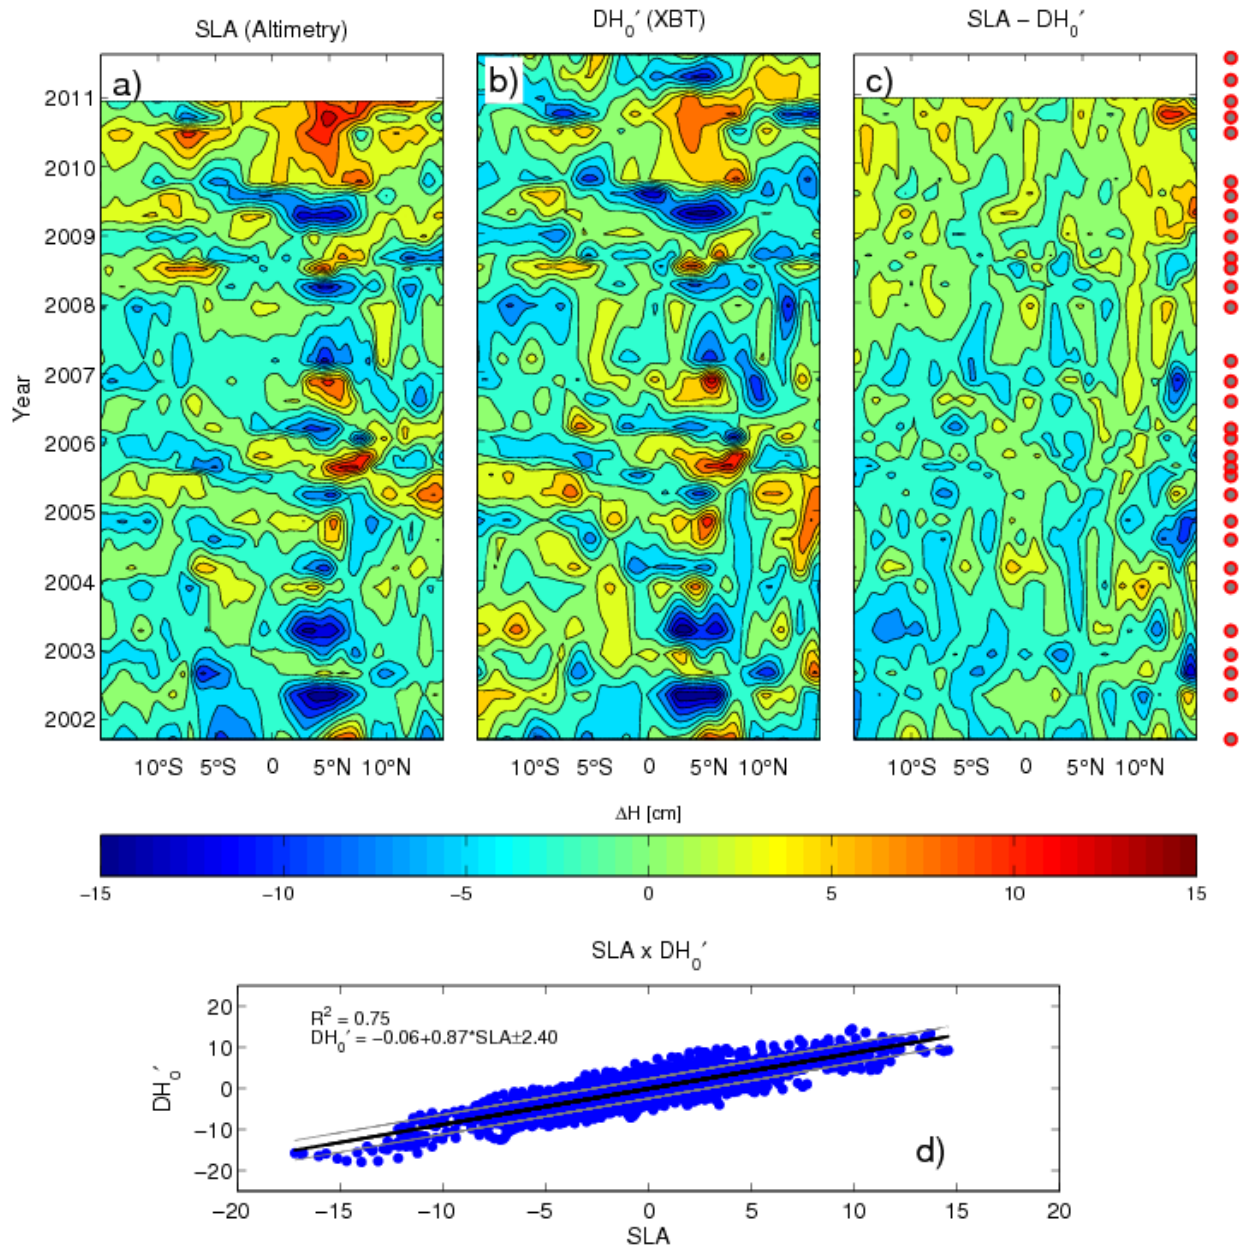 SLA (Altimetry)
DH₀′ (XBT)
SLA − DH₀′
a)
b)
c)
2011
2010
2009
2008
2007
2006
2005
2004
2003
2002
Year
10°S 5°S 0 5°N 10°N
10°S 5°S 0 5°N 10°N
10°S 5°S 0 5°N 10°N
ΔH [cm]
−15 −10 −5 0 5 10 15
SLA x DH₀′
R² = 0.75
DH₀′ = −0.06+0.87*SLA±2.40
20
10
0
−10
−20
DH₀′
d)
−20 −15 −10 −5 0 5 10 15 20
SLA